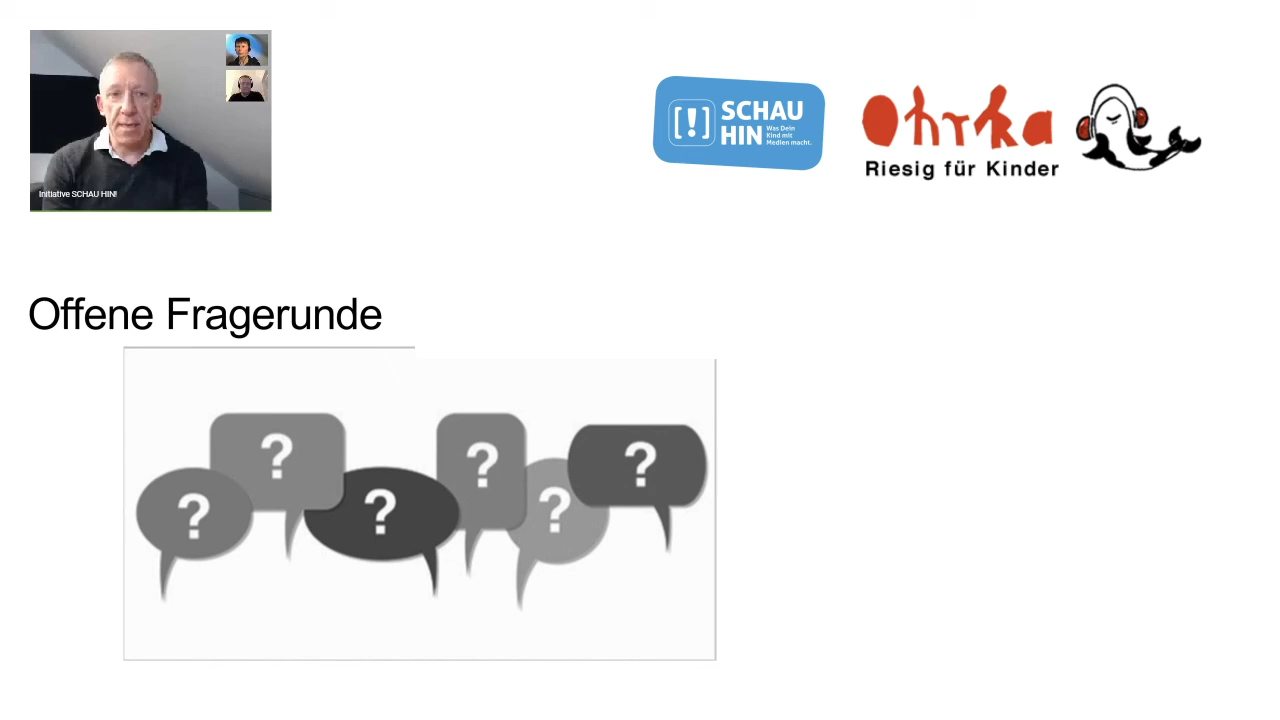 Initiative SCHAU HIN!
[!] SCHAU
HIN Was Dein
Kind mit
Medien macht.
Ohrka
Riesig für Kinder
Offene Fragerunde
? ? ? ? ? ?